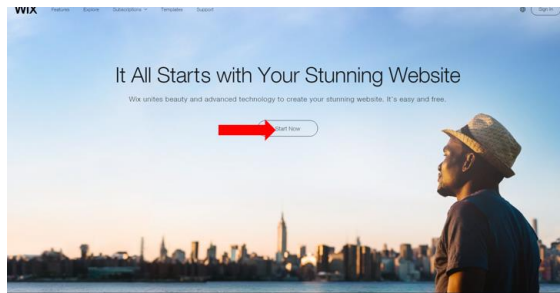 WIX Features Explore Subscriptions Templates Support Sign In
It All Starts with Your Stunning Website
Wix unites beauty and advanced technology to create your stunning website. It's easy and free.
Start Now